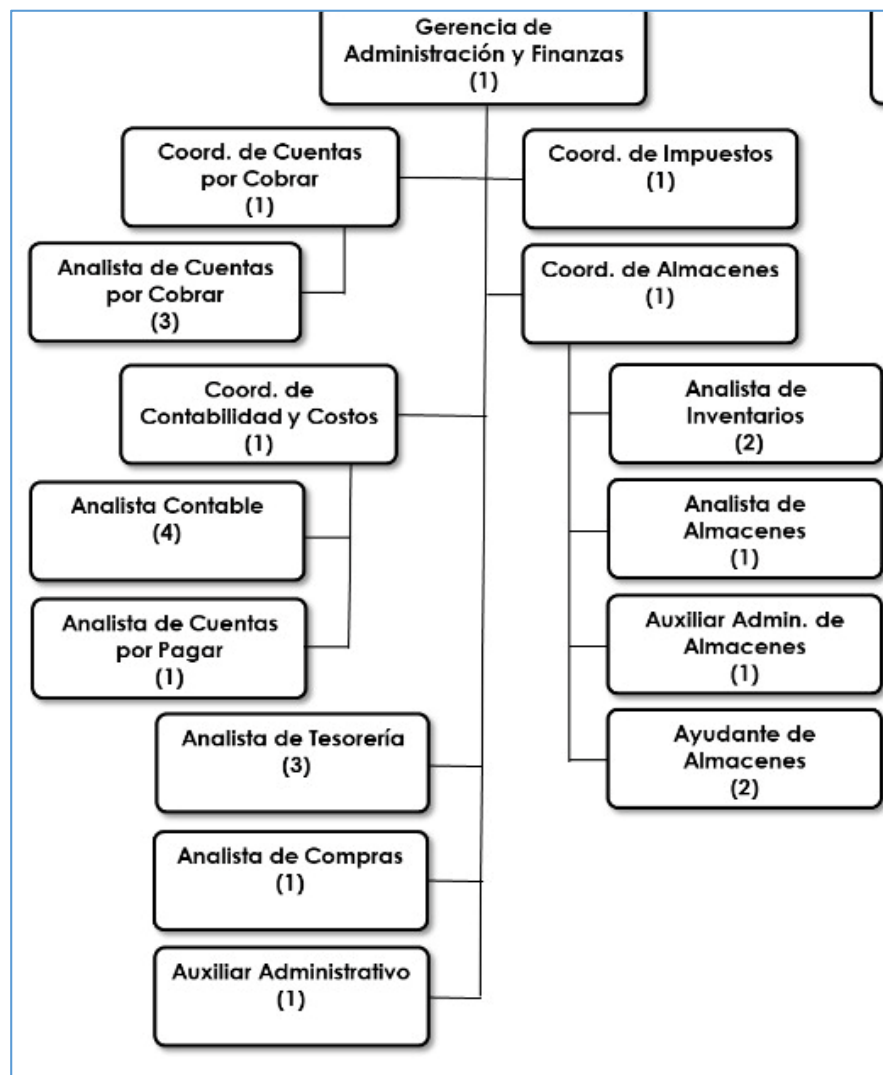 Gerencia de
Administración y Finanzas
(1)
Coord. de Cuentas
por Cobrar
(1)
Coord. de Impuestos
(1)
Analista de Cuentas
por Cobrar
(3)
Coord. de Almacenes
(1)
Coord. de
Contabilidad y Costos
(1)
Analista de
Inventarios
(2)
Analista Contable
(4)
Analista de
Almacenes
(1)
Analista de Cuentas
por Pagar
(1)
Auxiliar Admin. de
Almacenes
(1)
Analista de Tesorería
(3)
Ayudante de
Almacenes
(2)
Analista de Compras
(1)
Auxiliar Administrativo
(1)